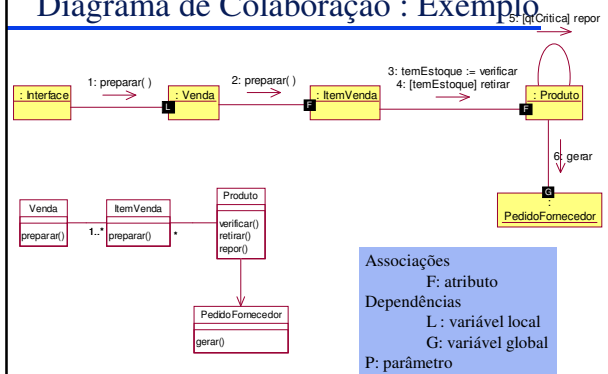 Diagrama de Colaboração : Exemplo
5: [qtCritica] repor
1: preparar( )
2: preparar( )
3: temEstoque := verificar
4: [temEstoque] retirar
: Interface
L
: Venda
F
: ItemVenda
F
: Produto
6: gerar
G
:
PedidoFornecedor
Venda
preparar()
1..*
ItemVenda
preparar()
*
Produto
verificar()
retirar()
repor()
PedidoFornecedor
gerar()
Associações
F: atributo
Dependências
L : variável local
G: variável global
P: parâmetro